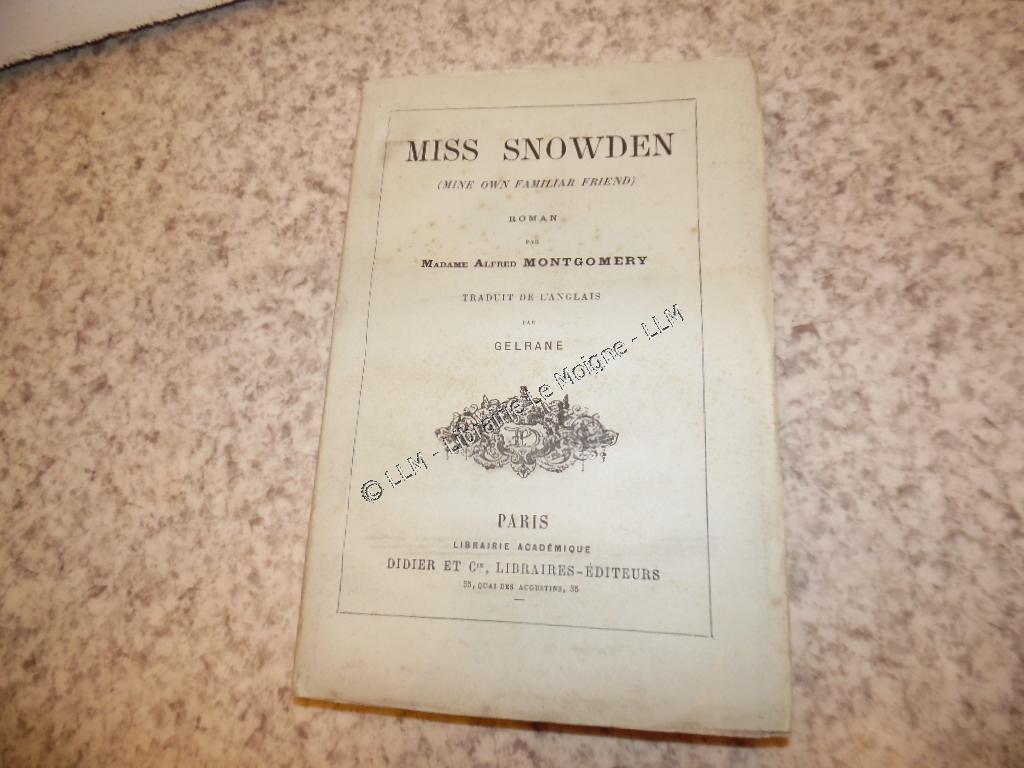 MISS SNOWDEN
(MINE OWN FAMILIAR FRIEND)
ROMAN
PAR
MADAME ALFRED MONTGOMERY
TRADUIT DE L'ANGLAIS
PAR
GELRANE
© LLM - Librairie Le Moigne - LLM
PARIS
LIBRAIRIE ACADÉMIQUE
DIDIER ET Cie, LIBRAIRES-ÉDITEURS
35, QUAI DES AUGUSTINS, 35